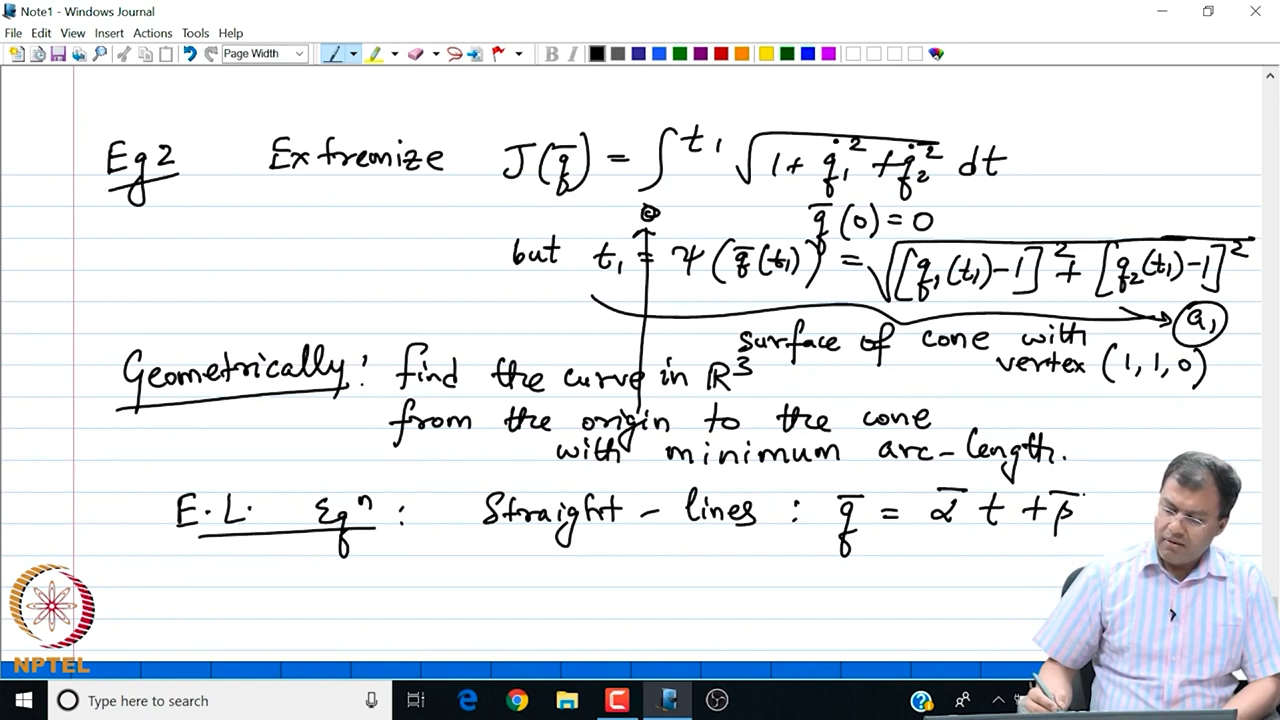 Note1 - Windows Journal
File Edit View Insert Actions Tools Help
Page Width
B I
Eg 2 Extremize J(q̄) = ∫₀^t₁ √(1 + q̇₁² + q̇₂²) dt
q̄(0) = 0
but t₁ = ψ(q̄(t₁)) = √([q₁(t₁)-1]² + [q₂(t₁)-1]²)
surface of cone with vertex (1, 1, 0) → a₁
Geometrically: find the curve in R³
from the origin to the cone
with minimum arc-length.
E.L. Eqⁿ: Straight-lines: q̄ = ᾱ t + β̄
NPTEL
Type here to search